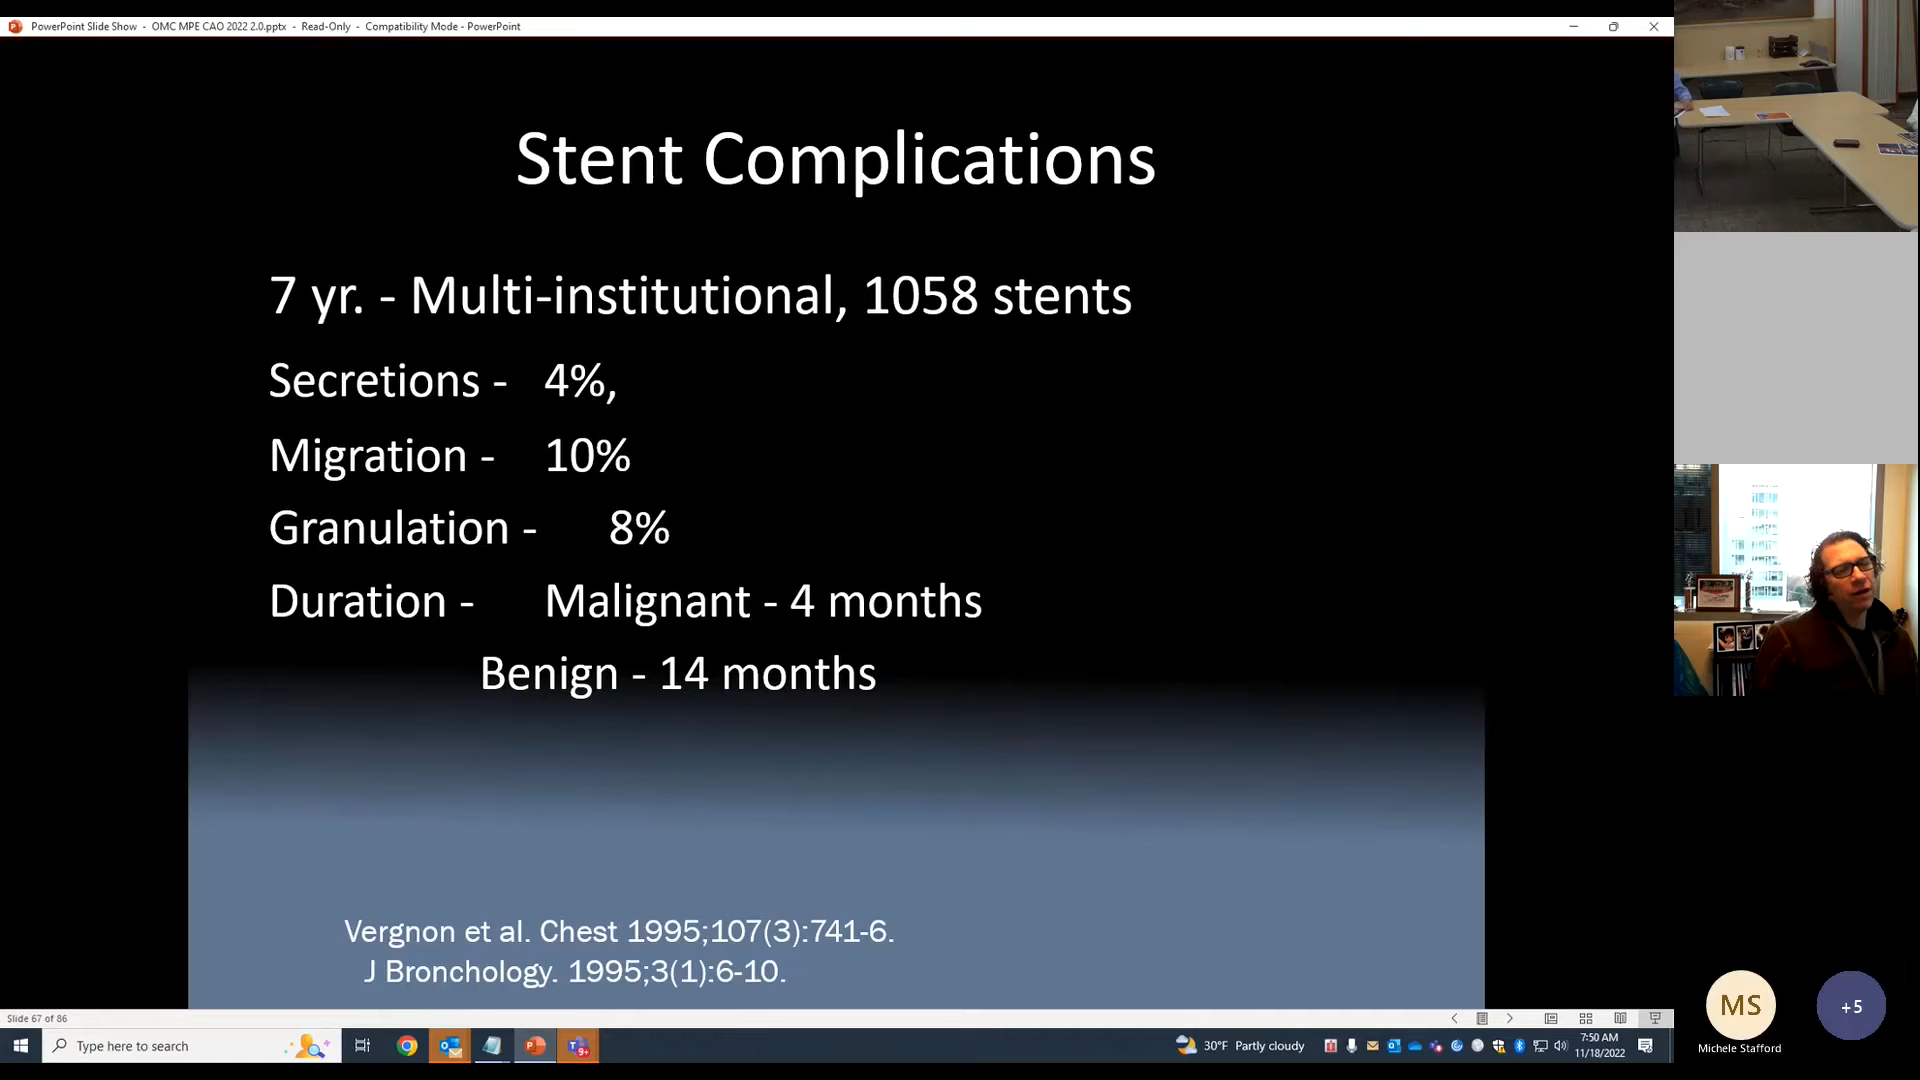 PowerPoint Slide Show - OMC MPE CAO 2022 2.0.pptx - Read-Only - Compatibility Mode - PowerPoint
Stent Complications
7 yr. - Multi-institutional, 1058 stents
Secretions - 4%,
Migration - 10%
Granulation - 8%
Duration - Malignant - 4 months
Benign - 14 months
Vergnon et al. Chest 1995;107(3):741-6.
J Bronchology. 1995;3(1):6-10.
Slide 67 of 86
Type here to search
9+
30°F Partly cloudy
7:50 AM
11/18/2022
MS
+5
Michele Stafford